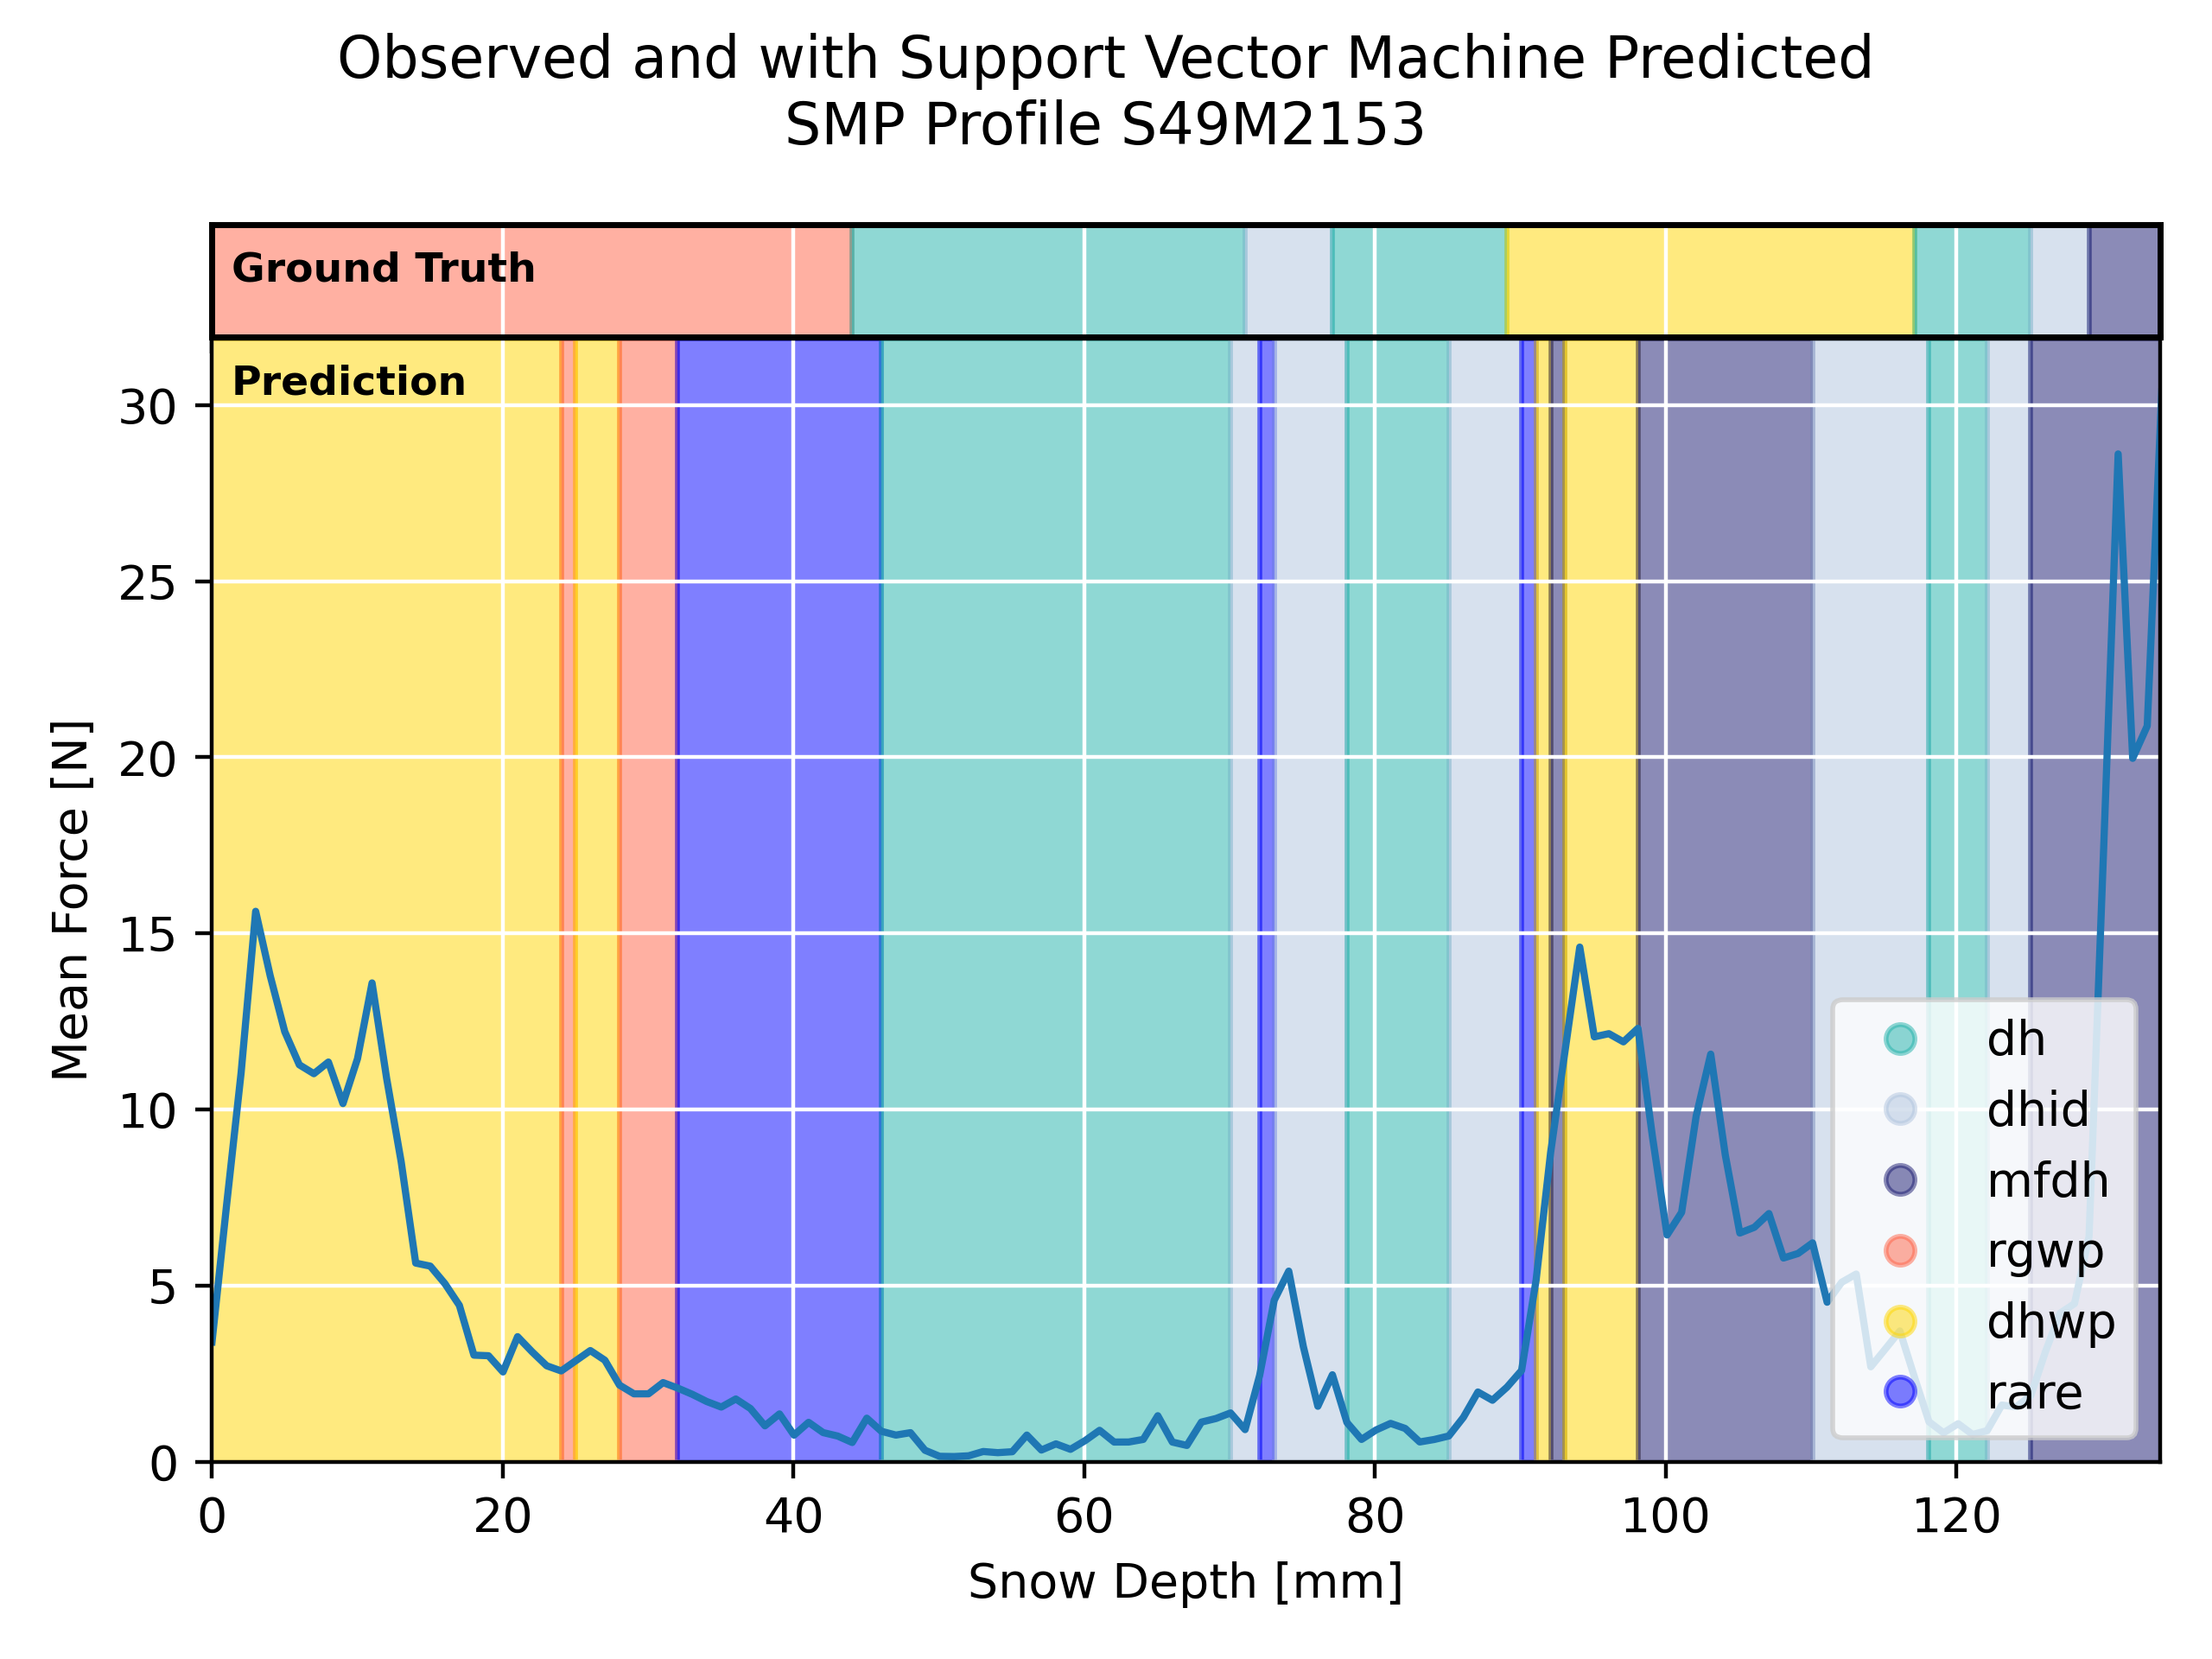 Observed and with Support Vector Machine Predicted
SMP Profile S49M2153
Ground Truth
Prediction
30
25
20
15
10
5
0
Mean Force [N]
dh
dhid
mfdh
rgwp
dhwp
rare
0 20 40 60 80 100 120
Snow Depth [mm]